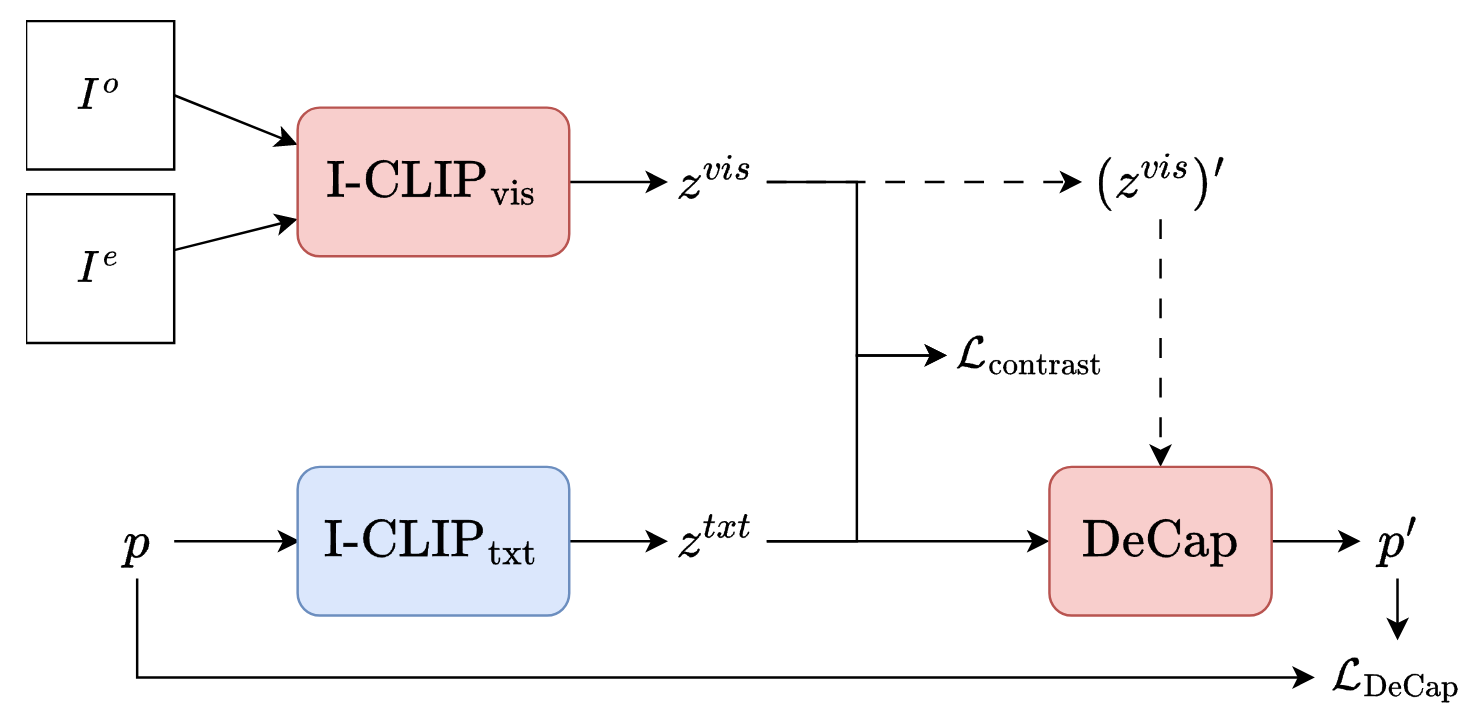 I^o
I-CLIP_vis
z^vis
(z^vis)′
I^e
ℒ_contrast
p
I-CLIP_txt
z^txt
DeCap
p′
ℒ_DeCap